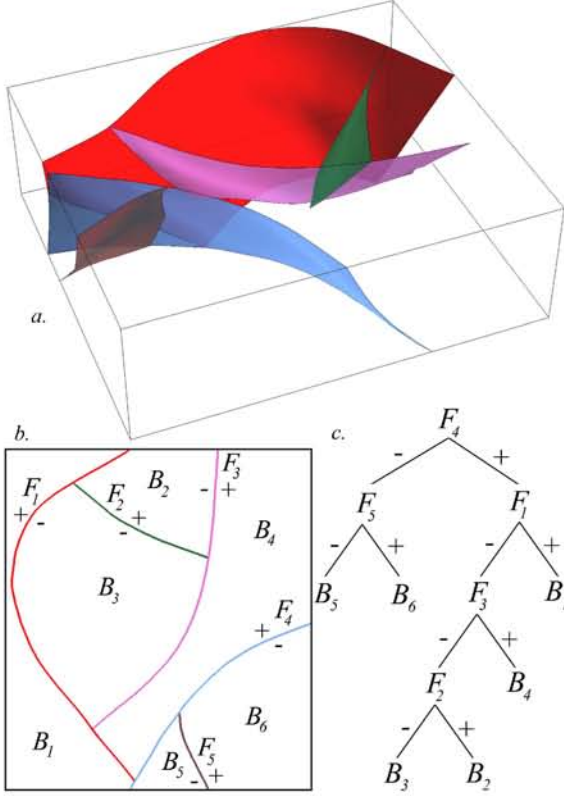 a.
b.
F1 + -
F2 + -
B2
F3 - +
B4
B3
F4 + -
B1
B5
F5 - +
B6
c.
F4
- +
F5 F1
- + - +
B5 B6 F3 B
- +
F2 B4
- +
B3 B2